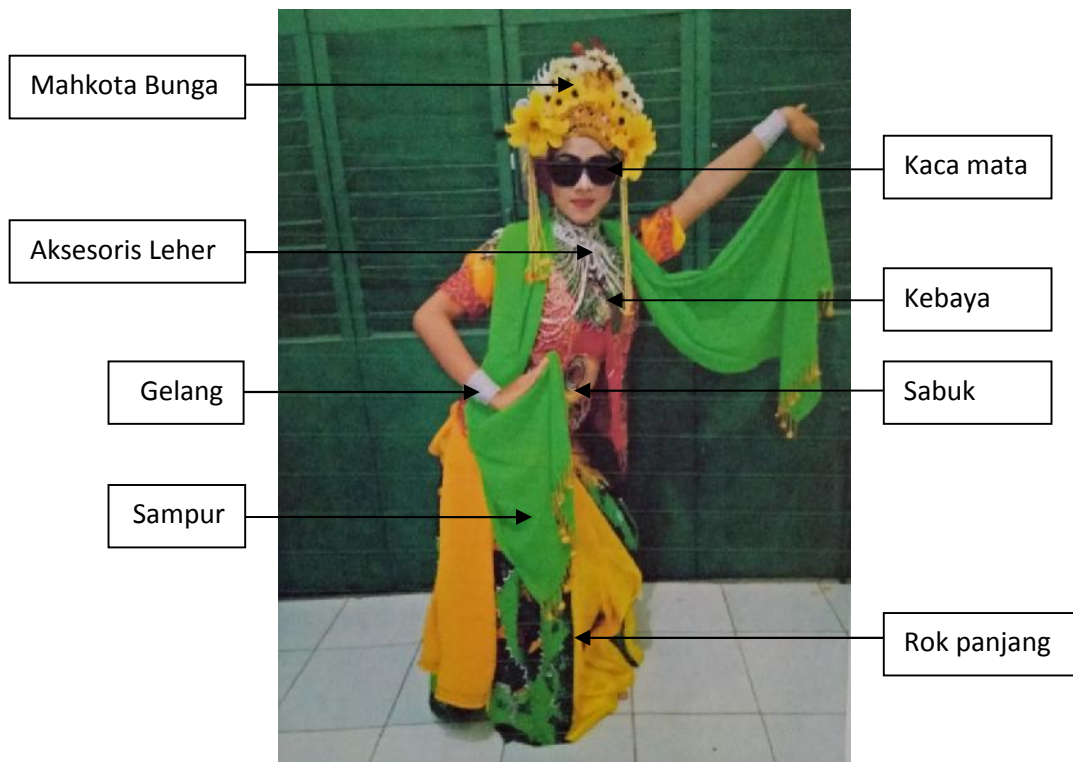 Mahkota Bunga
Kaca mata
Aksesoris Leher
Kebaya
Gelang
Sabuk
Sampur
Rok panjang